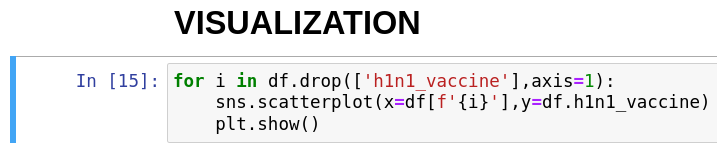 VISUALIZATION
In [15]: for i in df.drop(['h1n1_vaccine'],axis=1):
sns.scatterplot(x=df[f'{i}'],y=df.h1n1_vaccine)
plt.show()